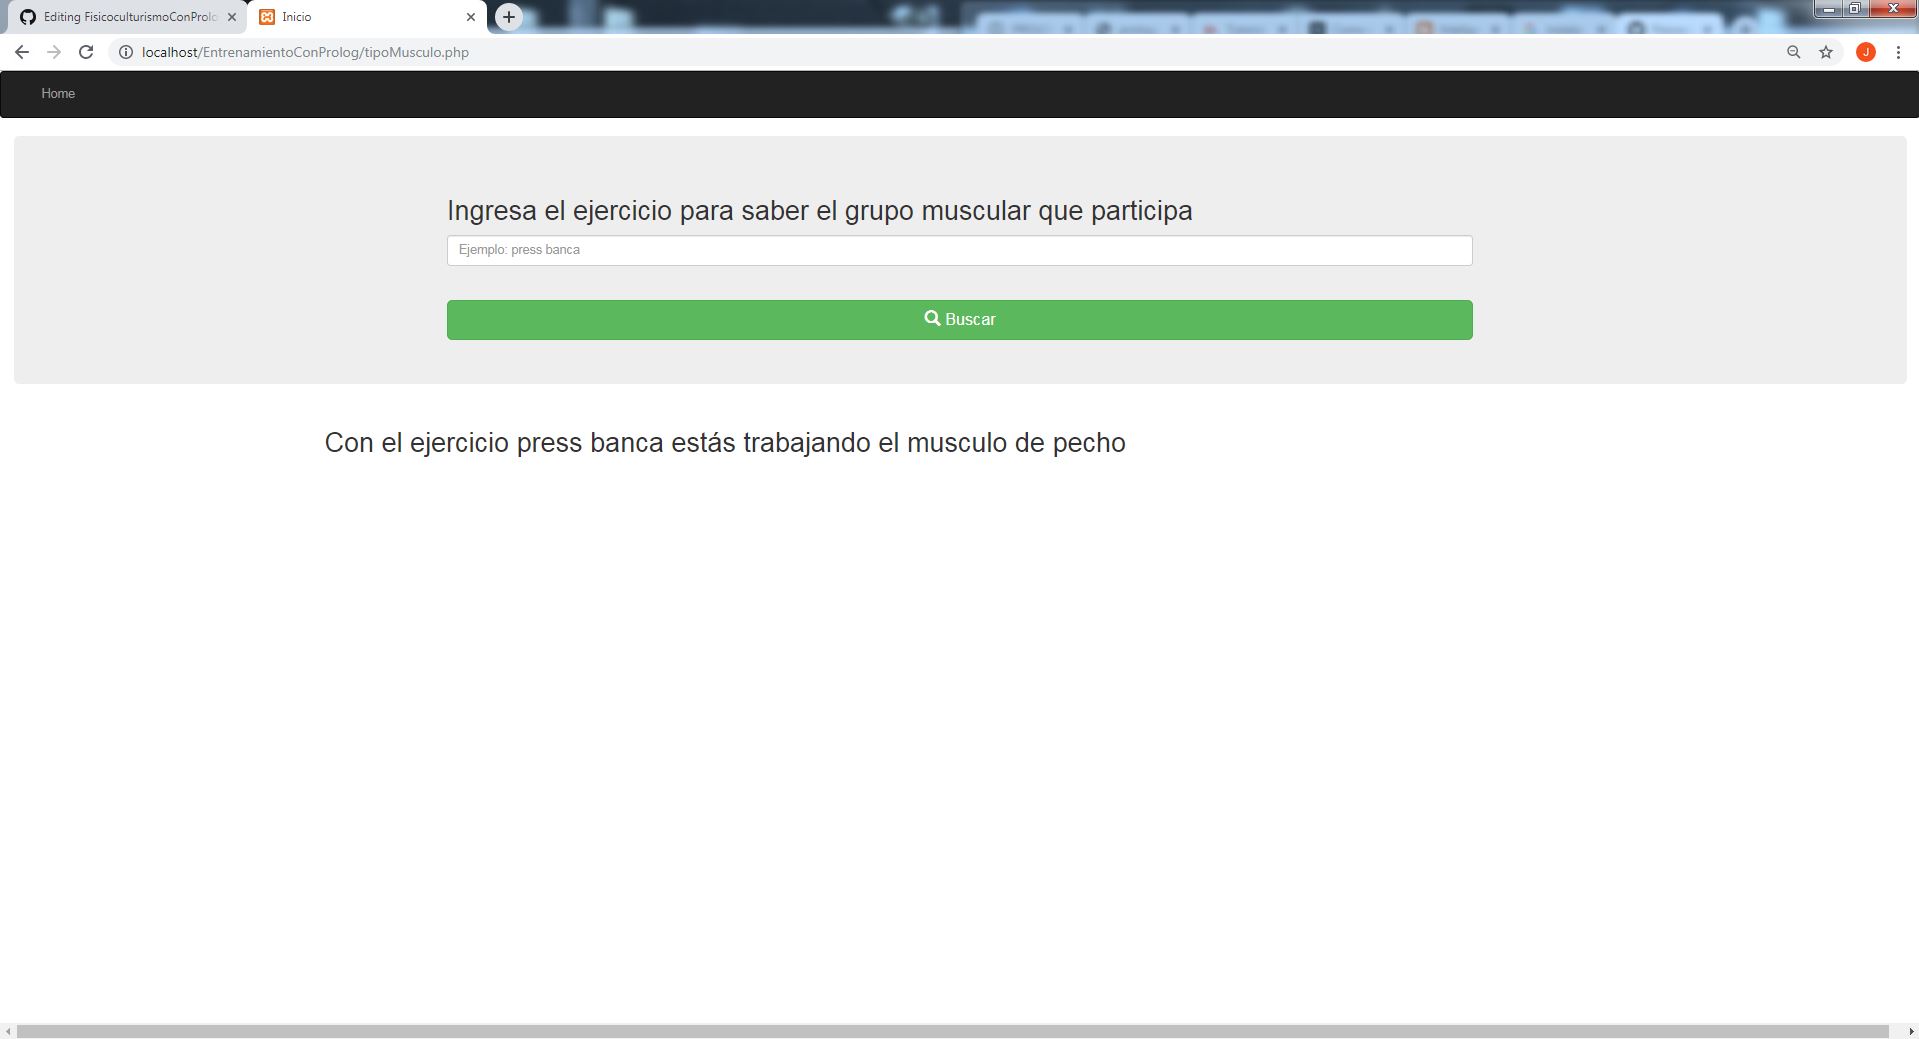 Editing FisicoculturismoConProlo
Inicio
localhost/EntrenamientoConProlog/tipoMusculo.php
J
Home
Ingresa el ejercicio para saber el grupo muscular que participa
Ejemplo: press banca
Buscar
Con el ejercicio press banca estás trabajando el musculo de pecho